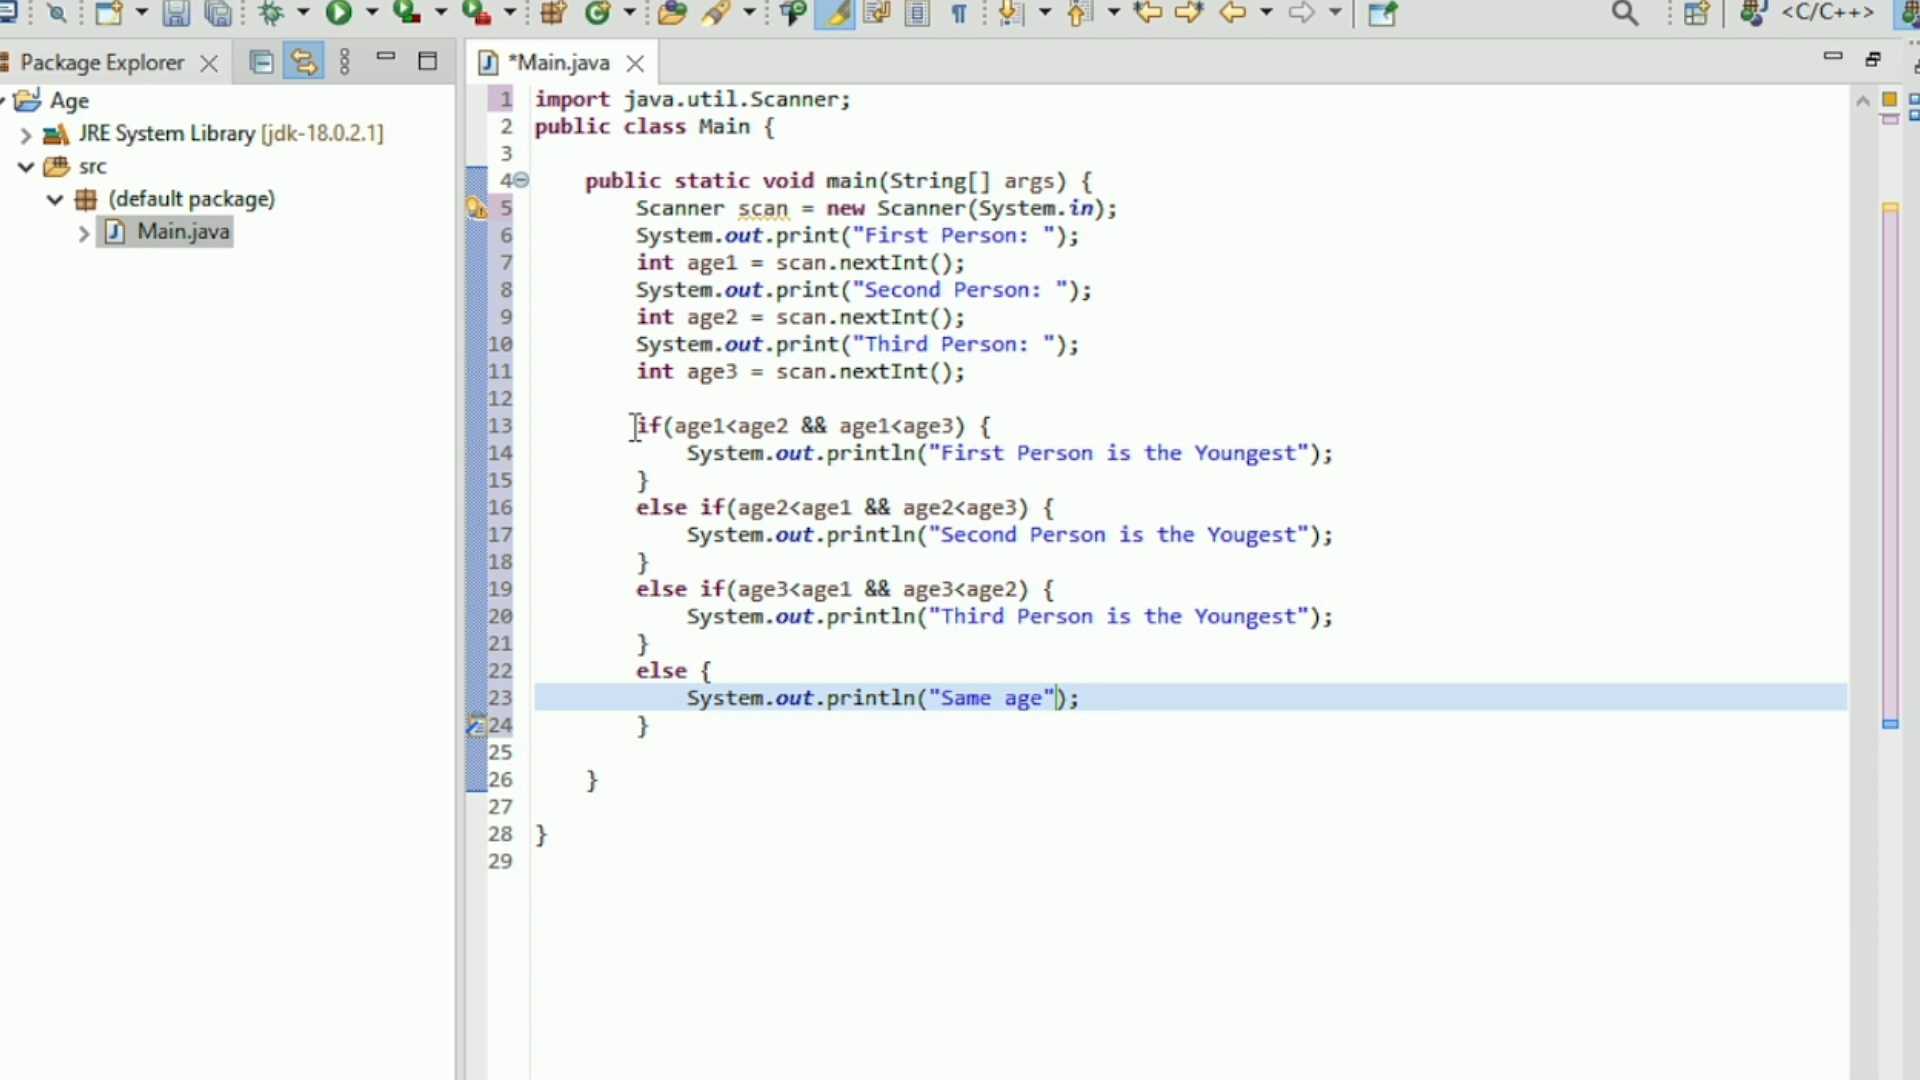 <C/C++>
Package Explorer
*Main.java
Age
JRE System Library [jdk-18.0.2.1]
src
(default package)
Main.java
1 import java.util.Scanner;
2 public class Main {
3
4 public static void main(String[] args) {
5 Scanner scan = new Scanner(System.in);
6 System.out.print("First Person: ");
7 int age1 = scan.nextInt();
8 System.out.print("Second Person: ");
9 int age2 = scan.nextInt();
10 System.out.print("Third Person: ");
11 int age3 = scan.nextInt();
12
13 if(age1<age2 && age1<age3) {
14 System.out.println("First Person is the Youngest");
15 }
16 else if(age2<age1 && age2<age3) {
17 System.out.println("Second Person is the Yougest");
18 }
19 else if(age3<age1 && age3<age2) {
20 System.out.println("Third Person is the Youngest");
21 }
22 else {
23 System.out.println("Same age");
24 }
25
26 }
27
28 }
29